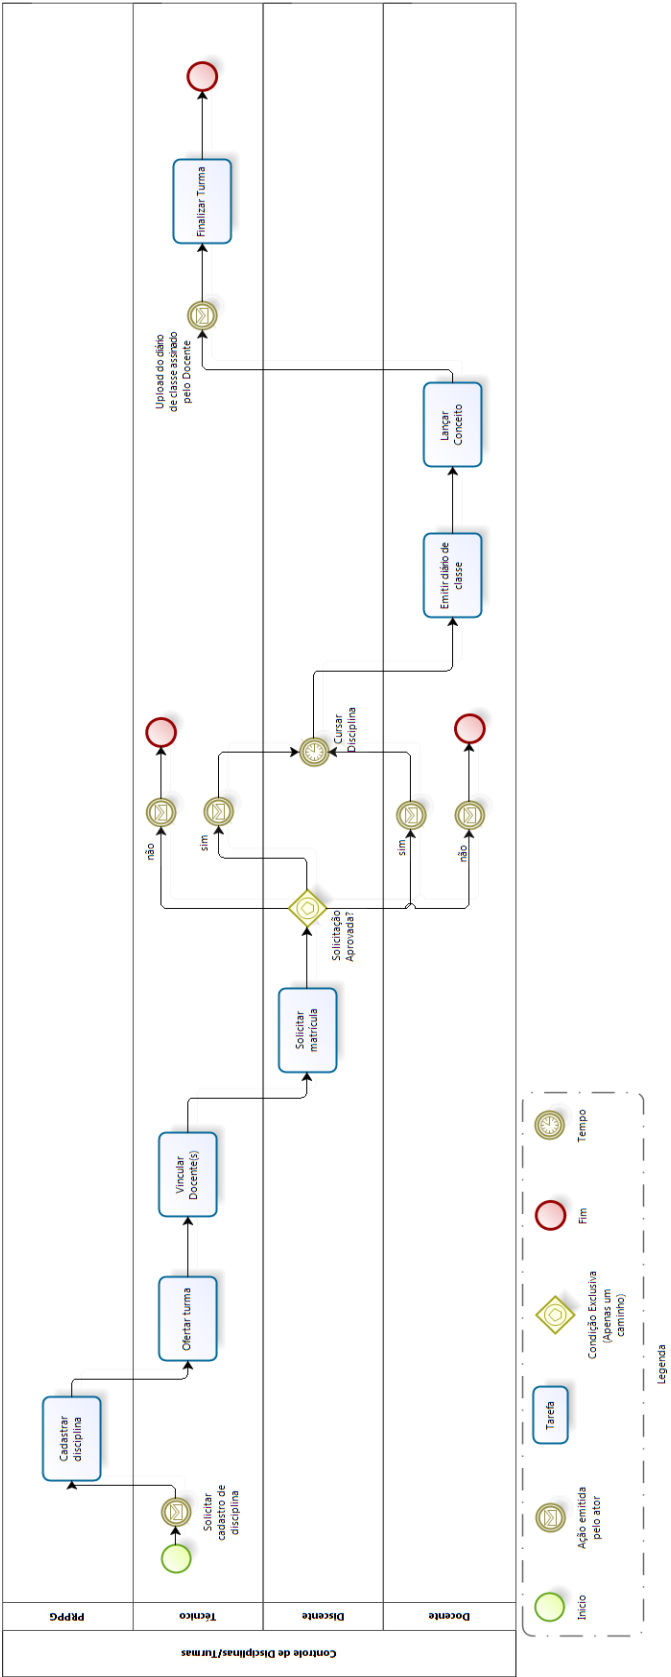 Controle de Disciplinas/Turmas
PRPPG
Técnico
Discente
Docente
Solicitar
cadastro de
disciplina
Cadastrar
disciplina
Ofertar turma
Vincular
Docente(s)
Solicitar
matrícula
Solicitação
Aprovada?
não
sim
sim
não
Cursar
Disciplina
Emitir diário de
classe
Lançar
Conceito
Upload do diário
de classe assinado
pelo Docente
Finalizar Turma
Início
Ação emitida
pelo ator
Tarefa
Condição Exclusiva
(Apenas um
caminho)
Fim
Tempo
Legenda